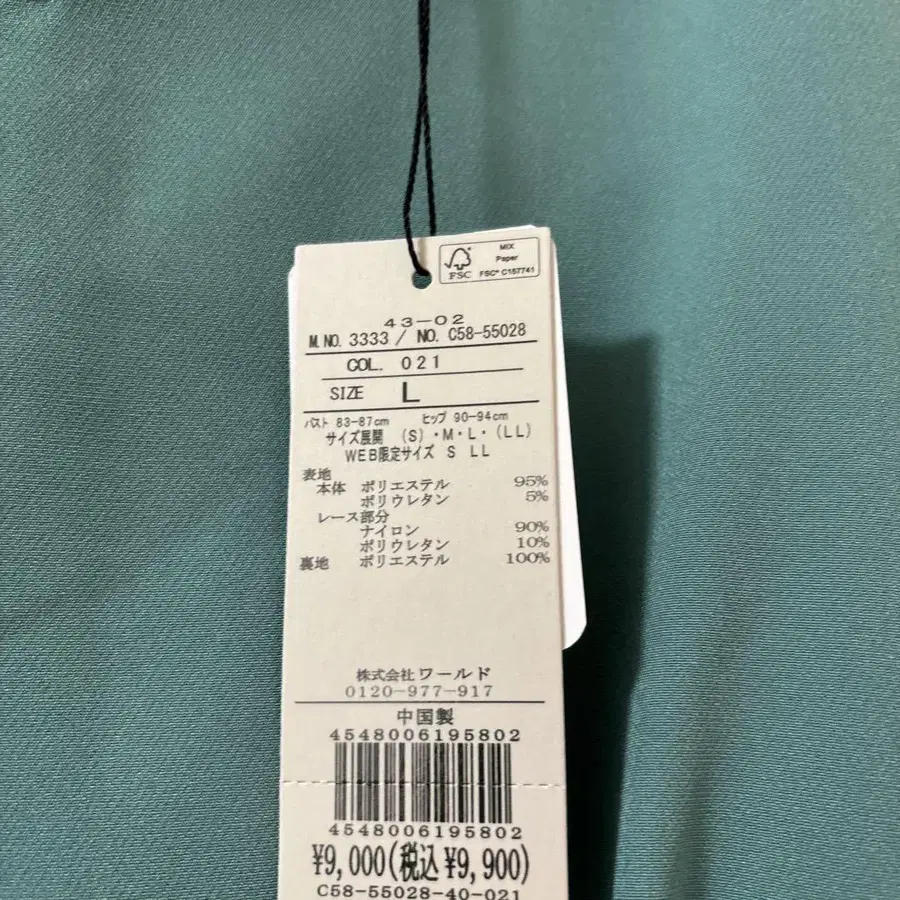 MIX
Paper
FSC
FSC® C157741
43-02
M.NO. 3333 / NO. C58-55028
COL. 021
SIZE L
バスト 83-87cm ヒップ 90-94cm
サイズ展開 (S)・M・L・(LL)
WEB限定サイズ S LL
表地
本体 ポリエステル 95%
ポリウレタン 5%
レース部分
ナイロン 90%
ポリウレタン 10%
裏地 ポリエステル 100%
株式会社ワールド
0120-977-917
中国製
4548006195802
4548006195802
¥9,000(税込¥9,900)
C58-55028-40-021